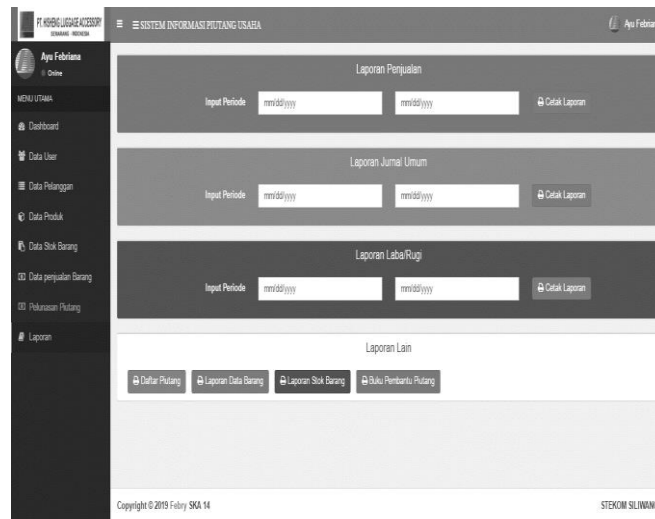 PT. HSHENG LUGGAGE ACCESSORY
SEMARANG - INDONESIA
SISTEM INFORMASI PIUTANG USAHA
Ayu Febrian
Ayu Febriana
Online
MENU UTAMA
Dashboard
Data User
Data Pelanggan
Data Produk
Data Stok Barang
Data penjualan Barang
Pelunasan Piutang
Laporan
Laporan Penjualan
Input Periode mm/dd/yyyy mm/dd/yyyy Cetak Laporan
Laporan Jurnal Umum
Input Periode mm/dd/yyyy mm/dd/yyyy Cetak Laporan
Laporan Laba/Rugi
Input Periode mm/dd/yyyy mm/dd/yyyy Cetak Laporan
Laporan Lain
Daftar Piutang Laporan Data Barang Laporan Stok Barang Buku Pembantu Piutang
Copyright © 2019 Febry SKA 14
STEKOM SILIWAN